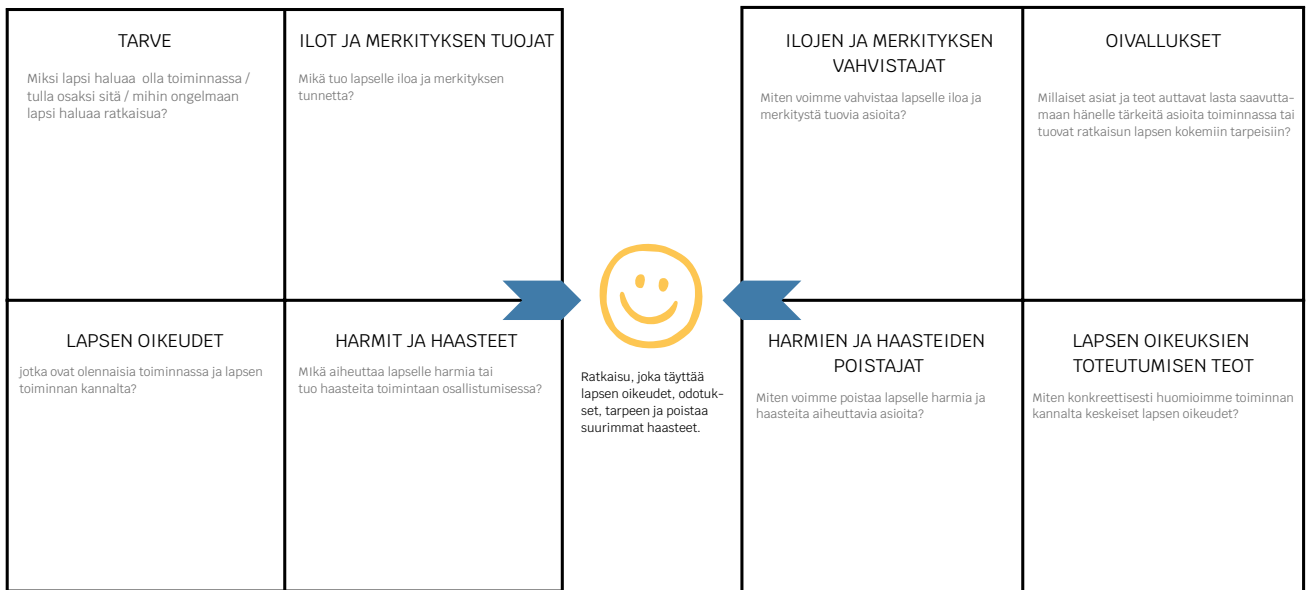 TARVE
Miksi lapsi haluaa olla toiminnassa /
tulla osaksi sitä / mihin ongelmaan
lapsi haluaa ratkaisua?
ILOT JA MERKITYKSEN TUOJAT
Mikä tuo lapselle iloa ja merkityksen
tunnetta?
LAPSEN OIKEUDET
jotka ovat olennaisia toiminnassa ja lapsen
toiminnan kannalta?
HARMIT JA HAASTEET
MIkä aiheuttaa lapselle harmia tai
tuo haasteita toimintaan osallistumisessa?
Ratkaisu, joka täyttää
lapsen oikeudet, odotuk-
set, tarpeen ja poistaa
suurimmat haasteet.
ILOJEN JA MERKITYKSEN
VAHVISTAJAT
Miten voimme vahvistaa lapselle iloa ja
merkitystä tuovia asioita?
OIVALLUKSET
Millaiset asiat ja teot auttavat lasta saavutta-
maan hänelle tärkeitä asioita toiminnassa tai
tuovat ratkaisun lapsen kokemiin tarpeisiin?
HARMIEN JA HAASTEIDEN
POISTAJAT
Miten voimme poistaa lapselle harmia ja
haasteita aiheuttavia asioita?
LAPSEN OIKEUKSIEN
TOTEUTUMISEN TEOT
Miten konkreettisesti huomioimme toiminnan
kannalta keskeiset lapsen oikeudet?